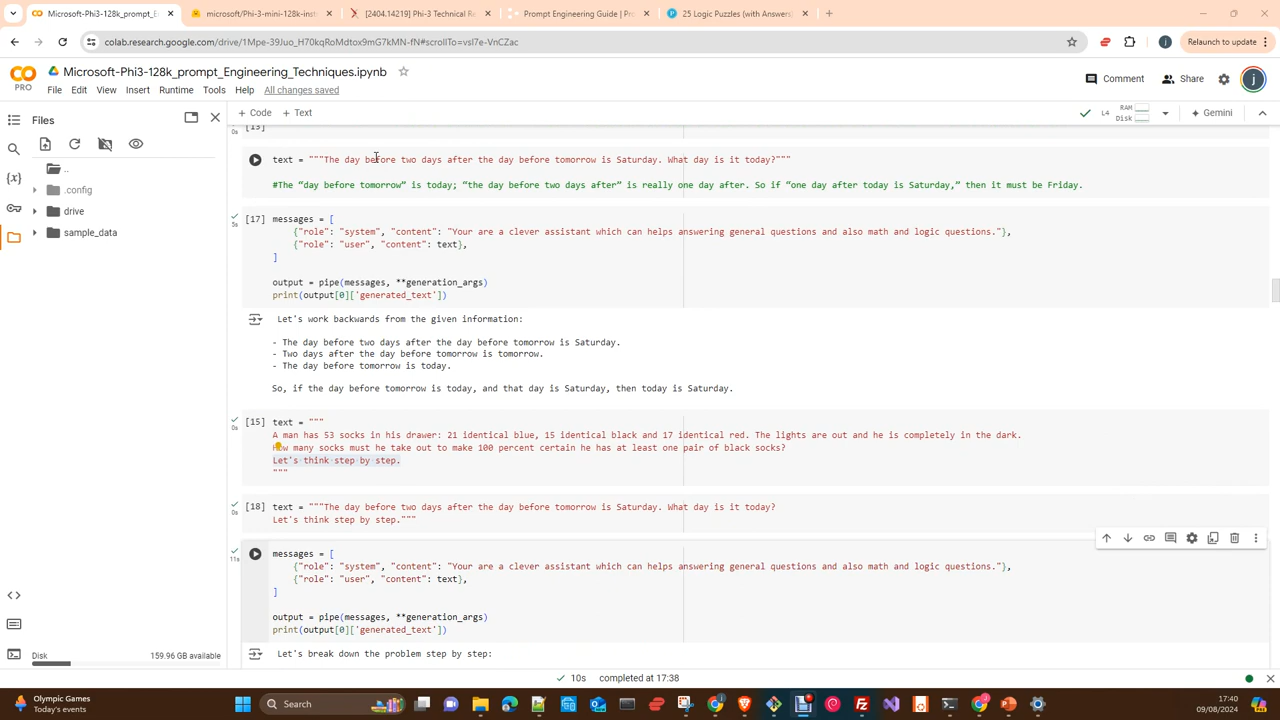 Microsoft-Phi3-128k_prompt_E
microsoft/Phi-3-mini-128k-inst
[2404.14219] Phi-3 Technical Re
Prompt Engineering Guide | Pro
25 Logic Puzzles (with Answers)
colab.research.google.com/drive/1Mpe-39Juo_H70kqRoMdtox9mG7kMN-fN#scrollTo=vsl7e-VnCZac
Relaunch to update
PRO
Microsoft-Phi3-128k_prompt_Engineering_Techniques.ipynb
File Edit View Insert Runtime Tools Help All changes saved
Comment
Share
j
Files
+ Code + Text
L4
RAM
Disk
Gemini
..
.config
drive
sample_data
[13]
0s
text = """The day before two days after the day before tomorrow is Saturday. What day is it today?"""
#The “day before tomorrow” is today; “the day before two days after” is really one day after. So if “one day after today is Saturday,” then it must be Friday.
[17] messages = [
5s
{"role": "system", "content": "Your are a clever assistant which can helps answering general questions and also math and logic questions."},
{"role": "user", "content": text},
]
output = pipe(messages, **generation_args)
print(output[0]['generated_text'])
Let's work backwards from the given information:
- The day before two days after the day before tomorrow is Saturday.
- Two days after the day before tomorrow is tomorrow.
- The day before tomorrow is today.
So, if the day before tomorrow is today, and that day is Saturday, then today is Saturday.
[15] text = """
0s
A man has 53 socks in his drawer: 21 identical blue, 15 identical black and 17 identical red. The lights are out and he is completely in the dark.
How many socks must he take out to make 100 percent certain he has at least one pair of black socks?
Let's think step by step.
"""
[18] text = """The day before two days after the day before tomorrow is Saturday. What day is it today?
0s
Let's think step by step."""
messages = [
11s
{"role": "system", "content": "Your are a clever assistant which can helps answering general questions and also math and logic questions."},
{"role": "user", "content": text},
]
output = pipe(messages, **generation_args)
print(output[0]['generated_text'])
Let's break down the problem step by step:
Disk 159.96 GB available
10s completed at 17:38
Olympic Games
Today's events
Search
17:40
09/08/2024